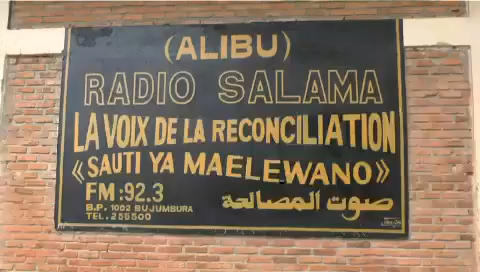 (ALIBU)
RADIO SALAMA
LA VOIX DE LA RECONCILIATION
《SAUTI YA MAELEWANO》
FM:92.3
B.P. 1002 BUJUMBURA
TEL. 255500
صوت المصالحة